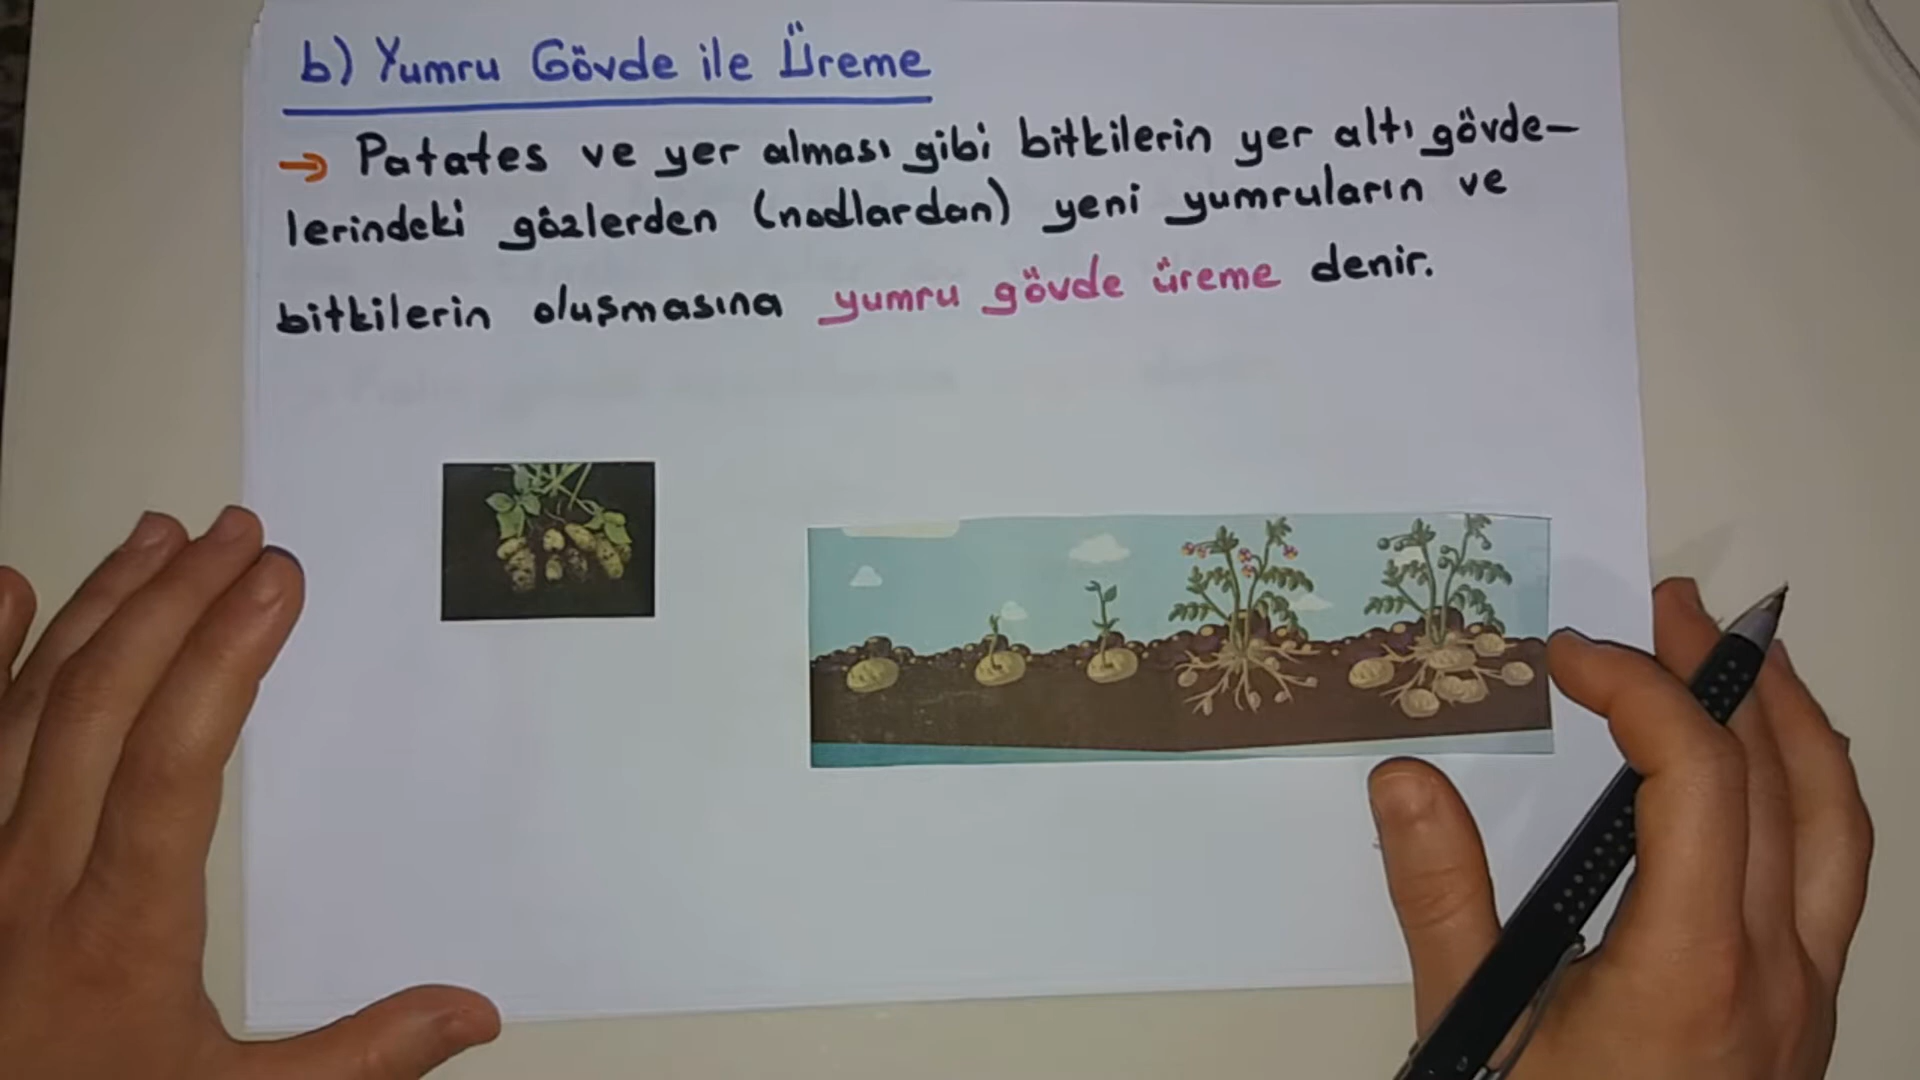 b) Yumru Gövde ile Üreme
→ Patates ve yer alması gibi bitkilerin yer altı gövde-
lerindeki gözlerden (nodlardan) yeni yumruların ve
bitkilerin oluşmasına yumru gövde üreme denir.